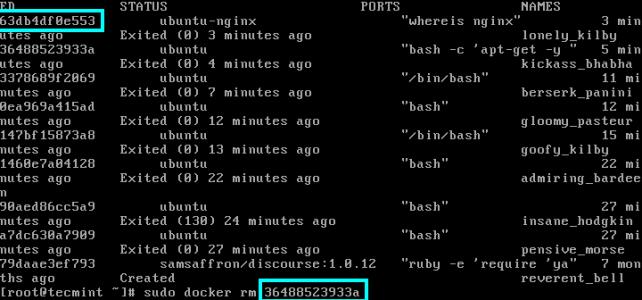 ED STATUS PORTS NAMES
63db4df0e553 ubuntu-nginx "whereis nginx" 3 min
utes ago Exited (0) 3 minutes ago lonely_kilby
36488523933a ubuntu "bash -c 'apt-get -y " 5 min
utes ago Exited (0) 4 minutes ago kickass_bhabha
3378689f2069 ubuntu "/bin/bash" 11 mi
nutes ago Exited (0) 7 minutes ago berserk_panini
0ea969a415ad ubuntu "bash" 12 mi
nutes ago Exited (0) 12 minutes ago gloomy_pasteur
147bf15873a8 ubuntu "/bin/bash" 15 mi
nutes ago Exited (0) 13 minutes ago goofy_kilby
1460e7a04128 ubuntu "bash" 22 mi
nutes ago Exited (0) 22 minutes ago admiring_bardee
n
90aed86cc5a9 ubuntu "bash" 27 mi
nutes ago Exited (130) 24 minutes ago insane_hodgkin
a7dc630a7909 ubuntu "bash" 27 mi
nutes ago Exited (0) 27 minutes ago pensive_morse
79daae3ef793 samsaffron/discourse:1.0.12 "ruby -e 'require 'ya" 7 mon
ths ago Created reverent_bell
[root@tecmint ~]# sudo docker rm 36488523933a